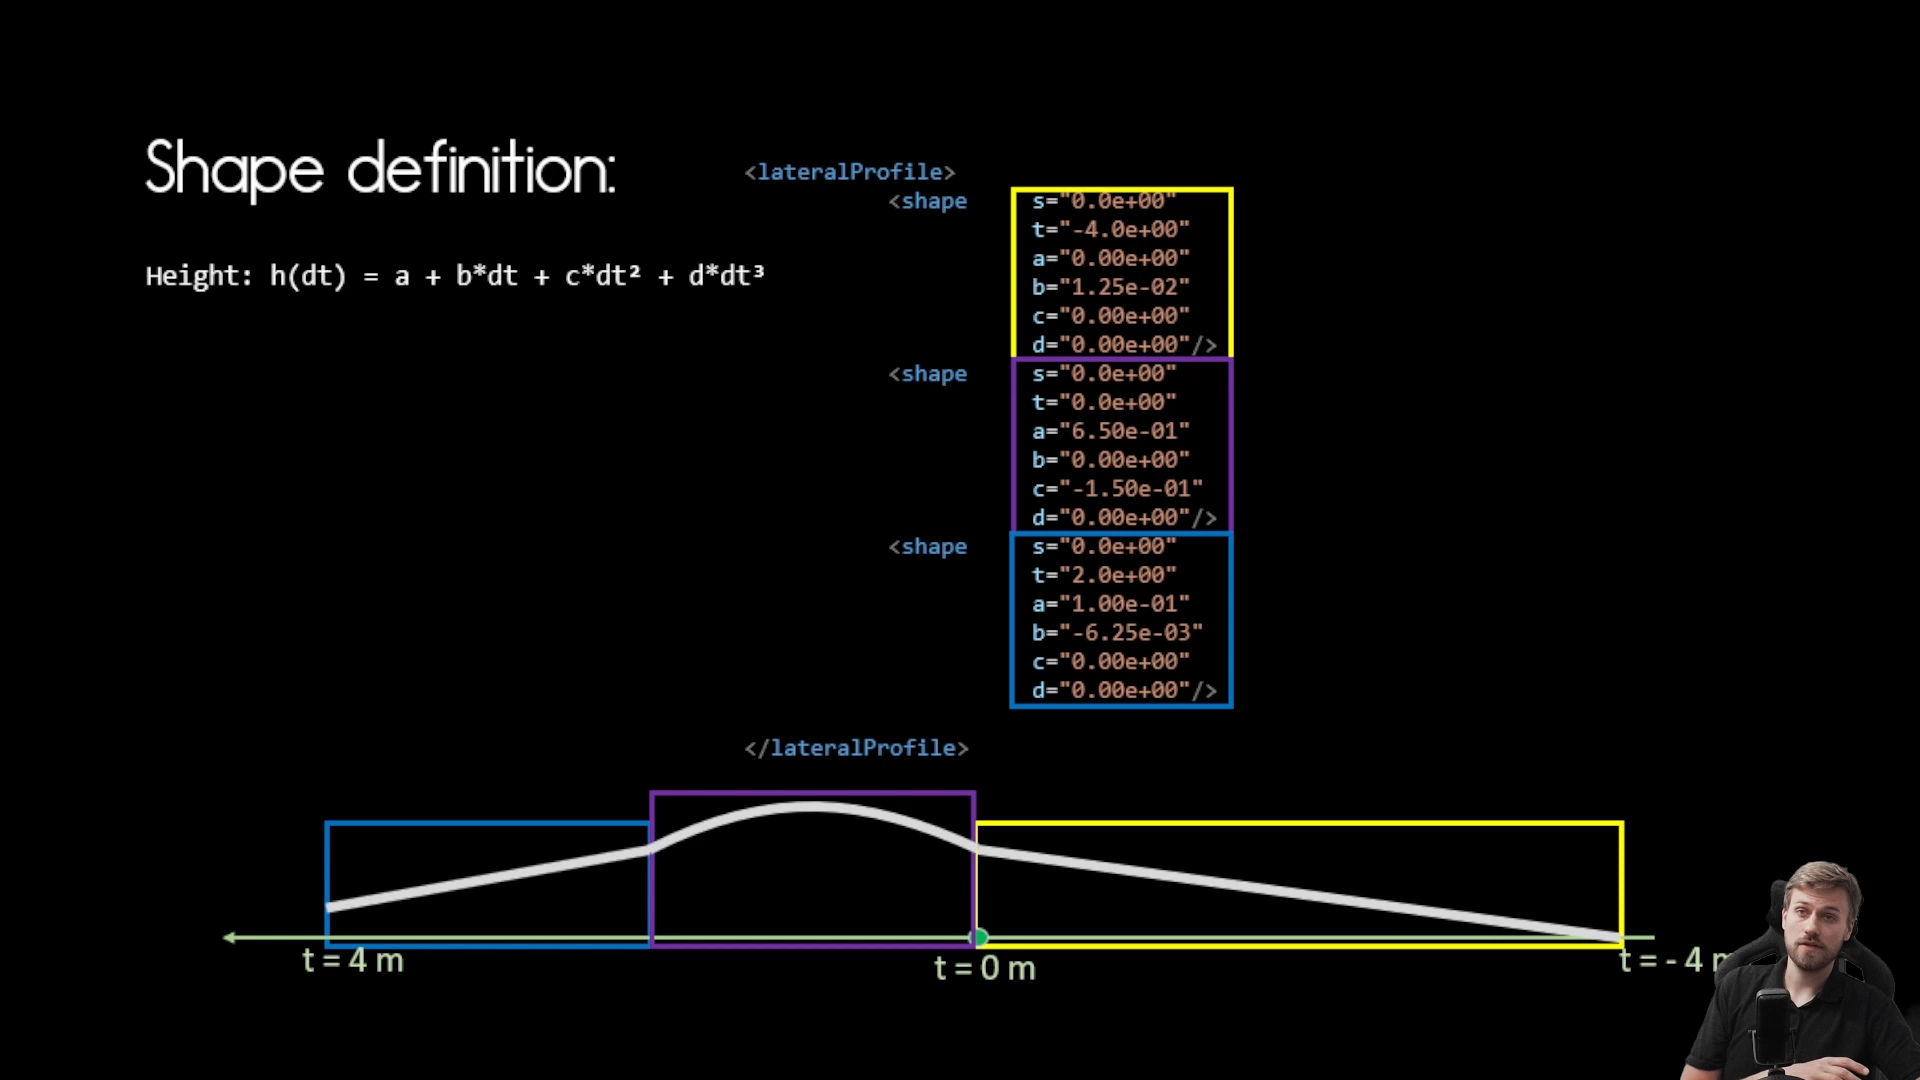 Shape definition:
Height: h(dt) = a + b*dt + c*dt² + d*dt³
<lateralProfile>
<shape s="0.0e+00"
t="-4.0e+00"
a="0.00e+00"
b="1.25e-02"
c="0.00e+00"
d="0.00e+00"/>
<shape s="0.0e+00"
t="0.0e+00"
a="6.50e-01"
b="0.00e+00"
c="-1.50e-01"
d="0.00e+00"/>
<shape s="0.0e+00"
t="2.0e+00"
a="1.00e-01"
b="-6.25e-03"
c="0.00e+00"
d="0.00e+00"/>
</lateralProfile>
t = 4 m
t = 0 m
t = - 4